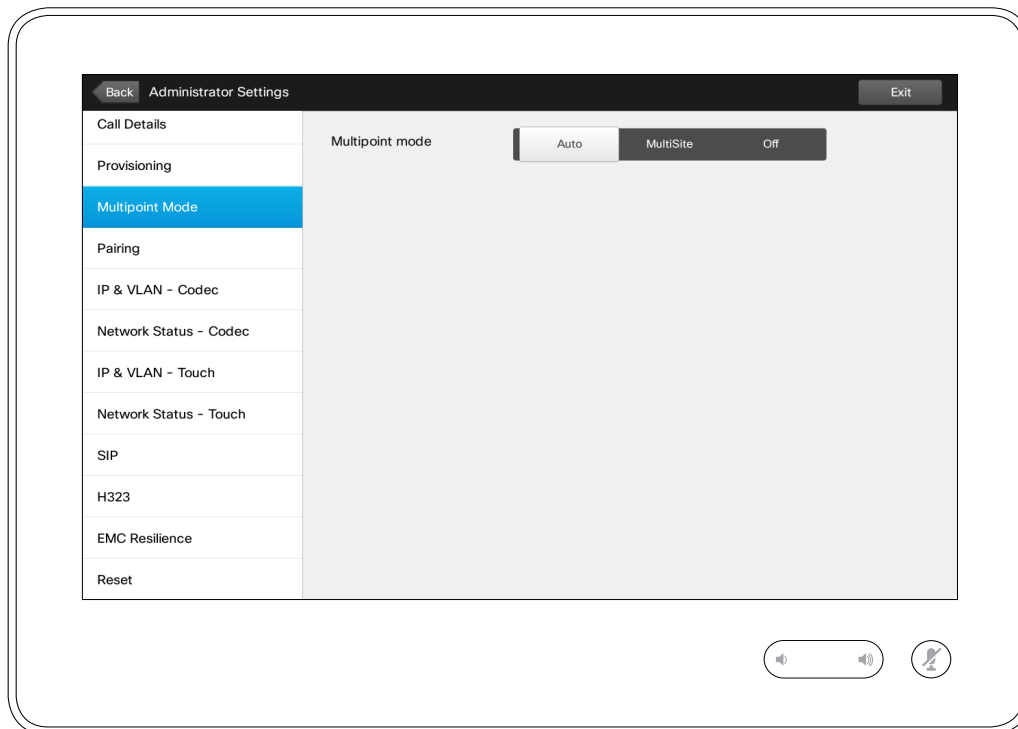 Back Administrator Settings Exit
Call Details
Multipoint mode Auto MultiSite Off
Provisioning
Multipoint Mode
Pairing
IP & VLAN - Codec
Network Status - Codec
IP & VLAN - Touch
Network Status - Touch
SIP
H323
EMC Resilience
Reset